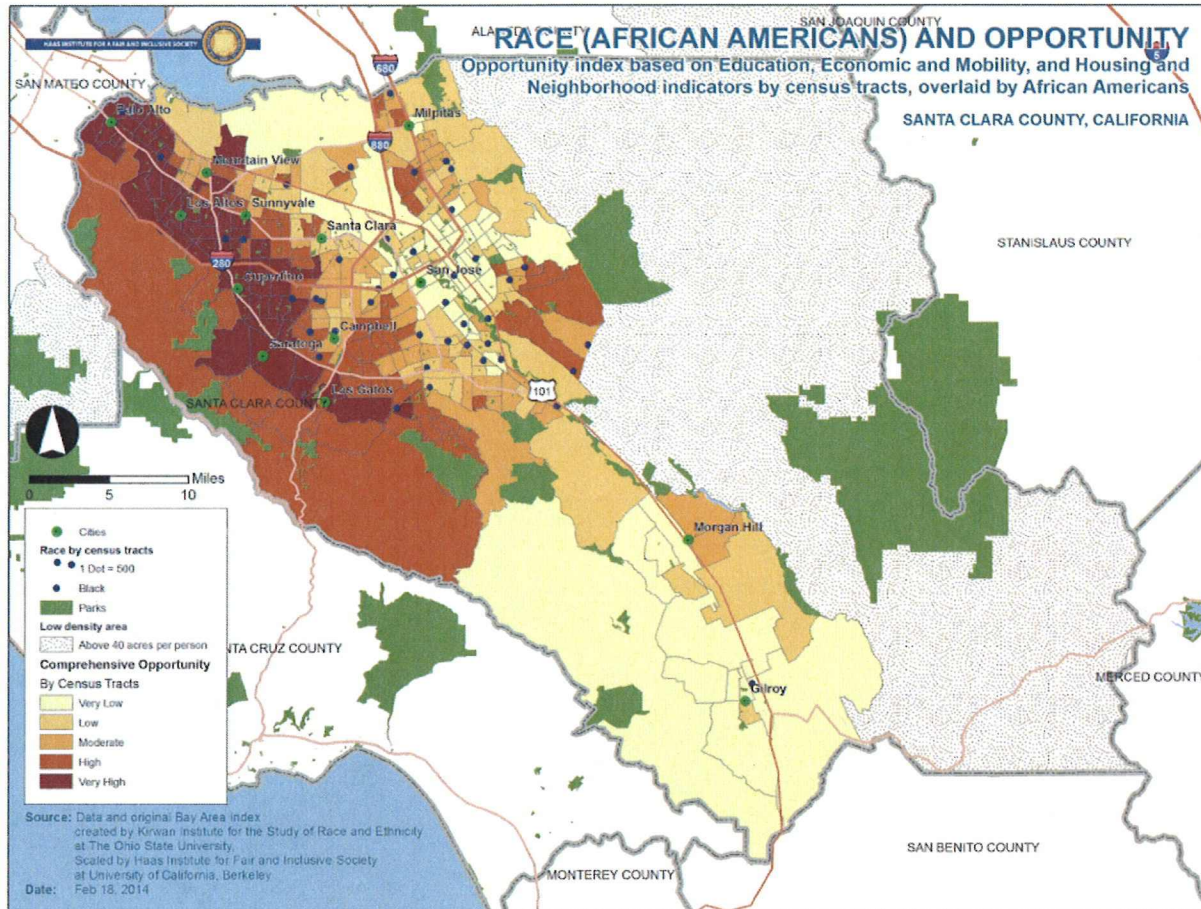 HAAS INSTITUTE FOR A FAIR AND INCLUSIVE SOCIETY
RACE (AFRICAN AMERICANS) AND OPPORTUNITY
Opportunity index based on Education, Economic and Mobility, and Housing and
Neighborhood indicators by census tracts, overlaid by African Americans
SANTA CLARA COUNTY, CALIFORNIA
SAN JOAQUIN COUNTY
5
SAN MATEO COUNTY
680
880
Palo Alto
Milpitas
Mountain View
Los Altos
Sunnyvale
Santa Clara
STANISLAUS COUNTY
280
Cupertino
San Jose
Campbell
Saratoga
101
Los Gatos
SANTA CLARA COUNTY
Miles
0 5 10
Morgan Hill
Gilroy
MERCED COUNTY
Cities
Race by census tracts
1 Dot = 500
Black
Parks
Low density area
Above 40 acres per person
NTA CRUZ COUNTY
Comprehensive Opportunity
By Census Tracts
Very Low
Low
Moderate
High
Very High
Source: Data and original Bay Area Index
created by Kirwan Institute for the Study of Race and Ethnicity
at The Ohio State University,
Scaled by Haas Institute for Fair and Inclusive Society
at University of California, Berkeley
Date: Feb 18, 2014
SAN BENITO COUNTY
MONTEREY COUNTY